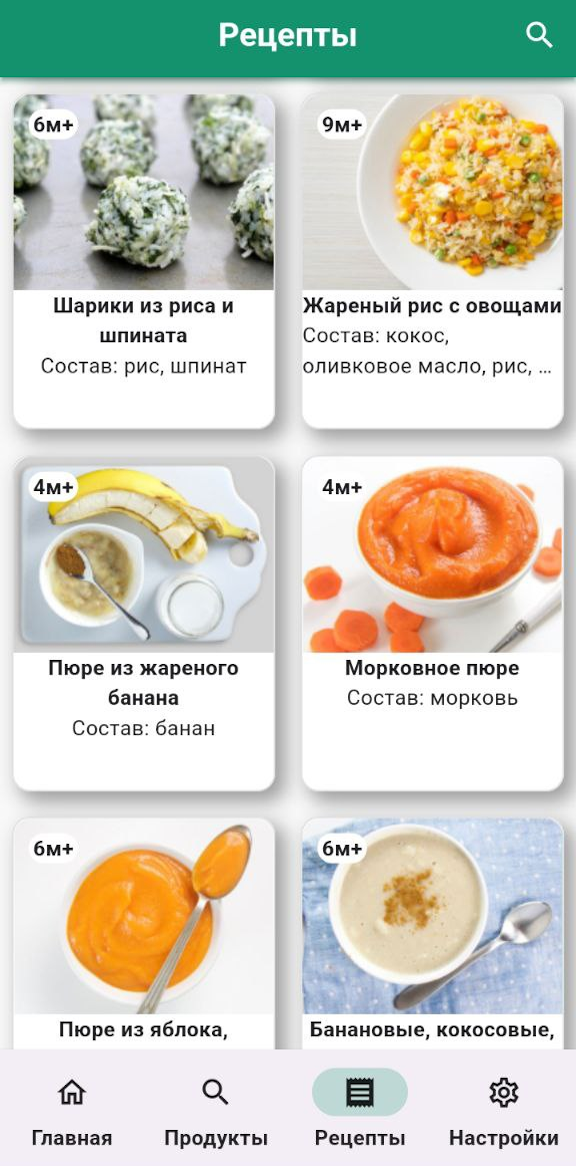 Рецепты
6м+
9м+
Шарики из риса и
шпината
Состав: рис, шпинат
Жареный рис с овощами
Состав: кокос,
оливковое масло, рис, ...
4м+
4м+
Пюре из жареного
банана
Состав: банан
Морковное пюре
Состав: морковь
6м+
6м+
Пюре из яблока,
Банановые, кокосовые,
Главная
Продукты
Рецепты
Настройки